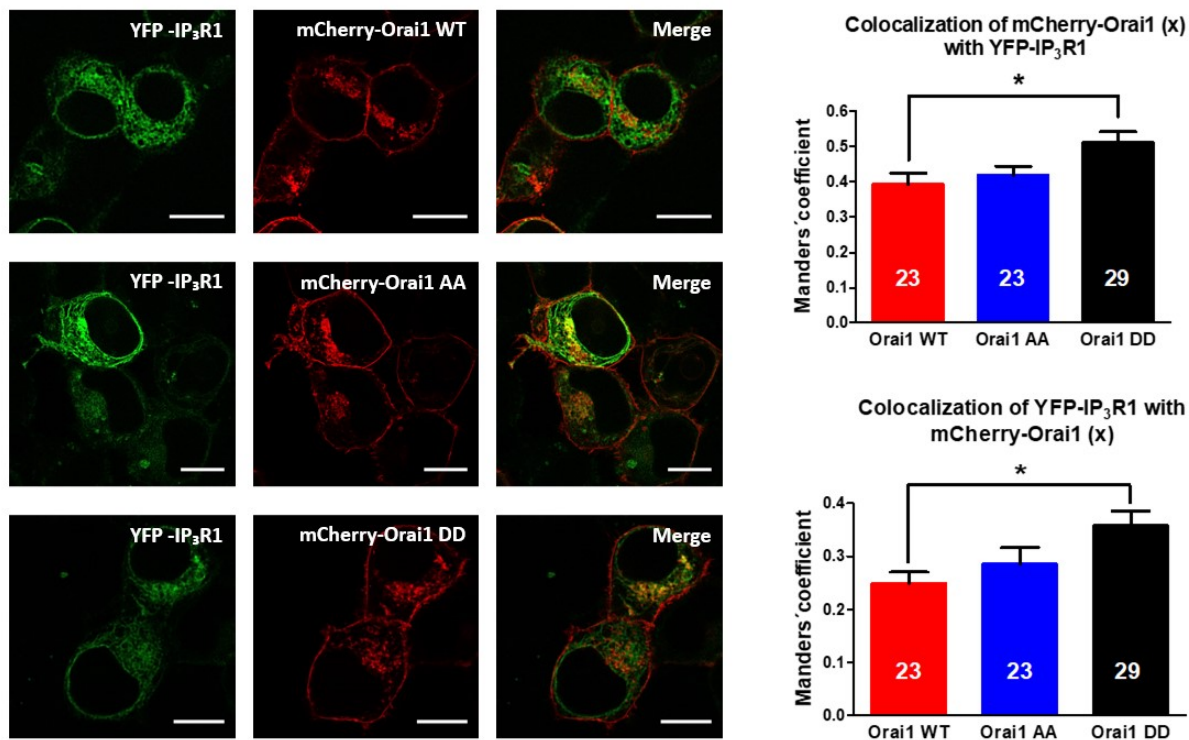 YFP -IP₃R1
mCherry-Orai1 WT
Merge
YFP -IP₃R1
mCherry-Orai1 AA
Merge
YFP -IP₃R1
mCherry-Orai1 DD
Merge
Colocalization of mCherry-Orai1 (x)
with YFP-IP₃R1
*
Manders´coefficient
0.6
0.5
0.4
0.3
0.2
0.1
0.0
23
23
29
Orai1 WT
Orai1 AA
Orai1 DD
Colocalization of YFP-IP₃R1 with
mCherry-Orai1 (x)
*
Manders´coefficient
0.4
0.3
0.2
0.1
0.0
23
23
29
Orai1 WT
Orai1 AA
Orai1 DD